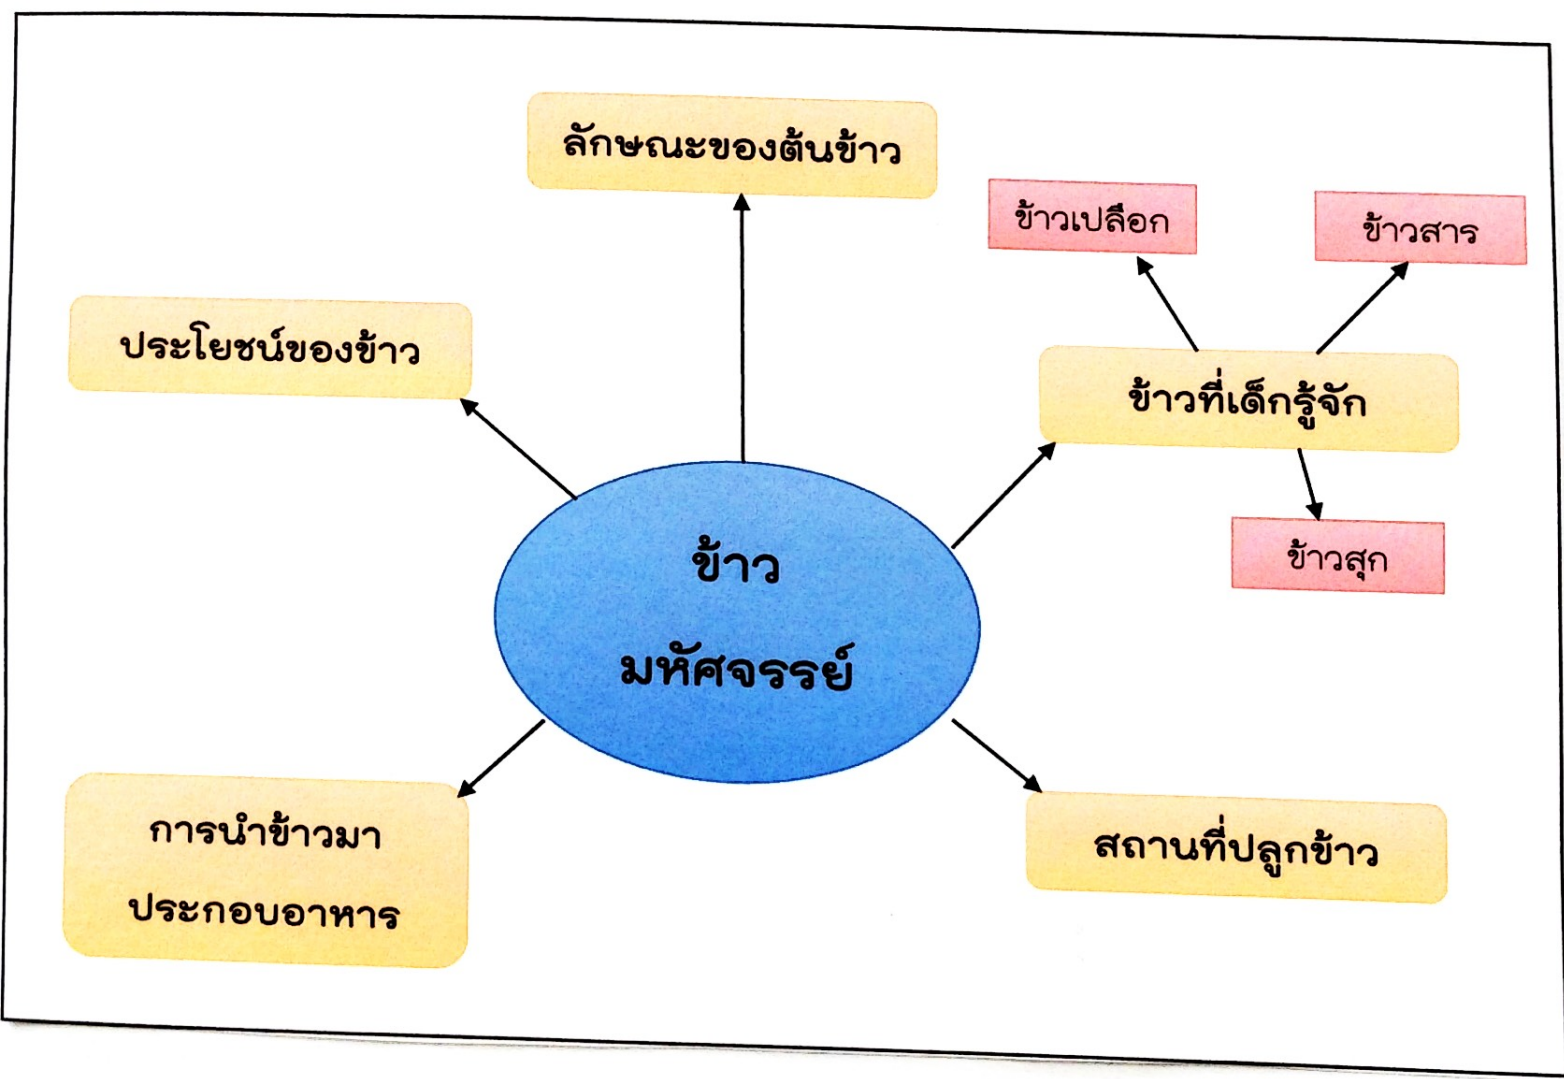 ลักษณะของต้นข้าว
ข้าวเปลือก
ข้าวสาร
ประโยชน์ของข้าว
ข้าวที่เด็กรู้จัก
ข้าวสุก
ข้าว
มหัศจรรย์
การนำข้าวมา
ประกอบอาหาร
สถานที่ปลูกข้าว